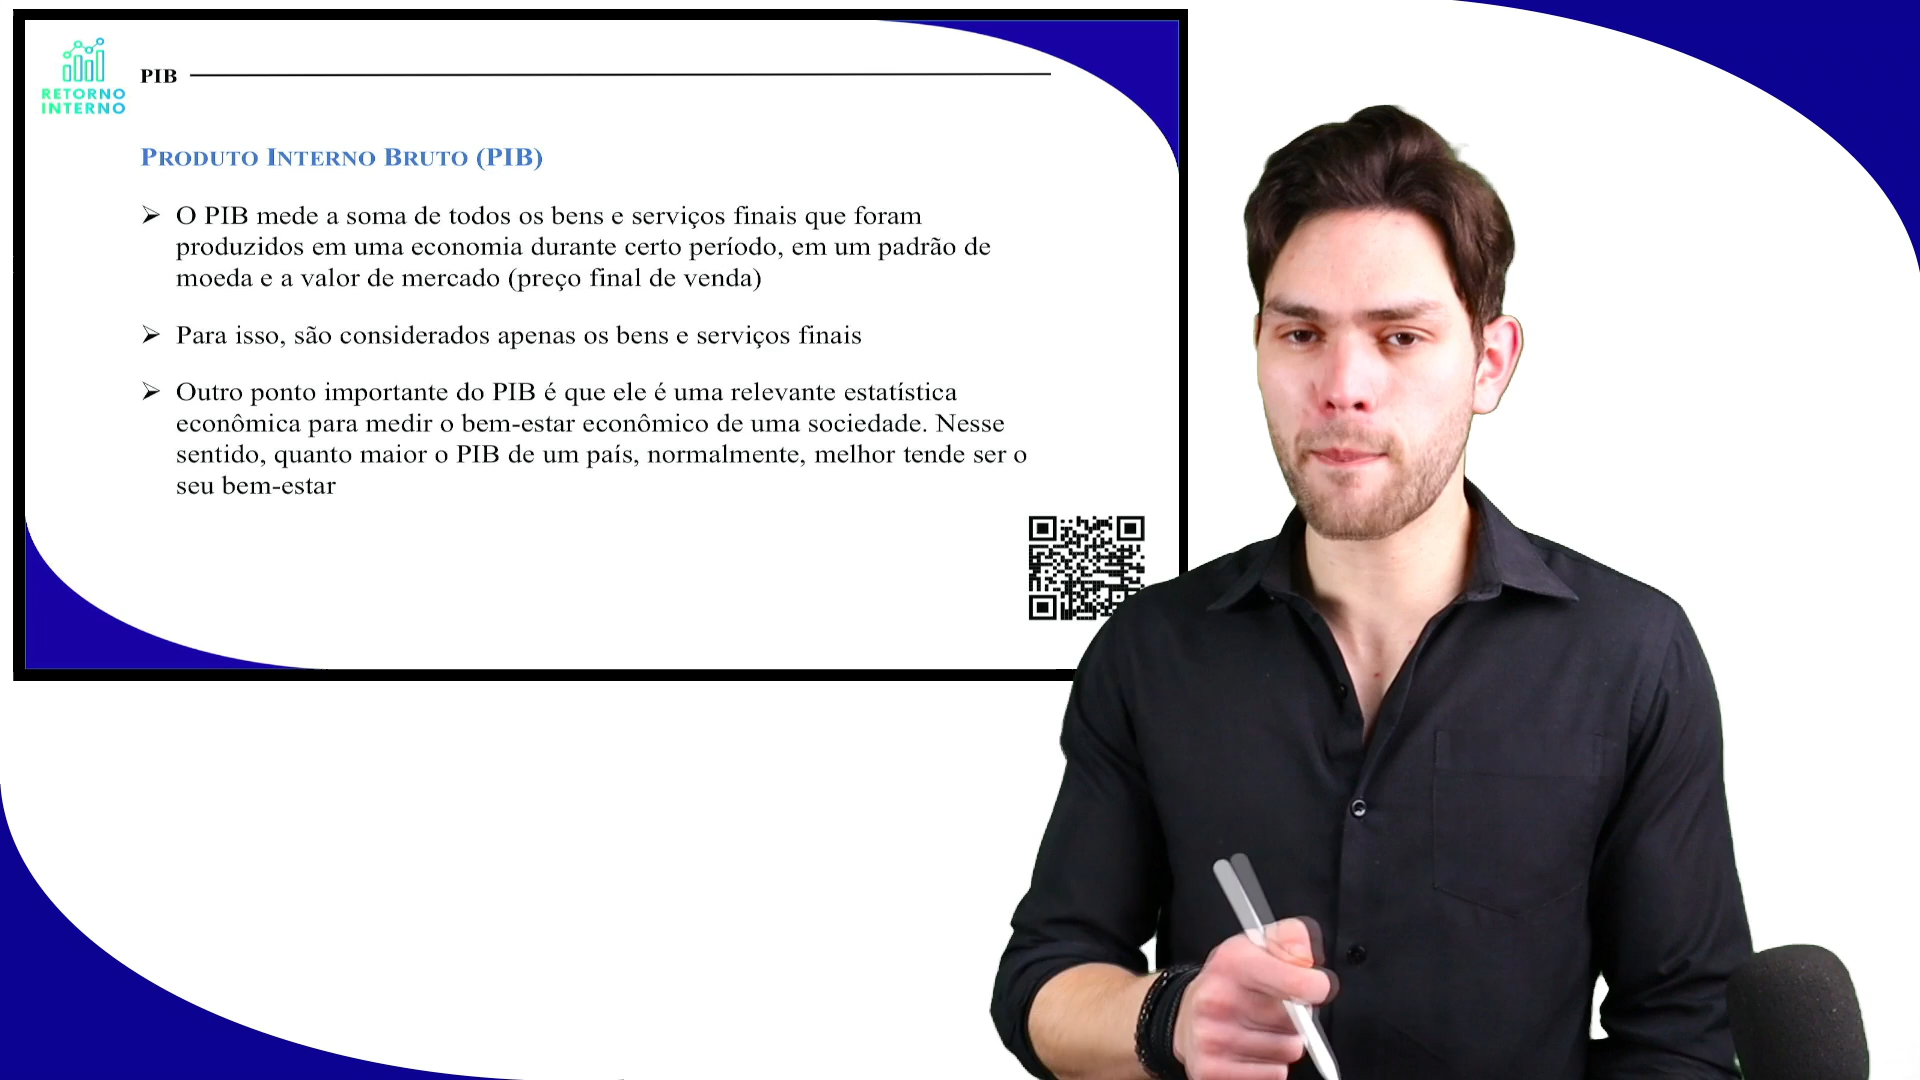 RETORNO
INTERNO
PIB
PRODUTO INTERNO BRUTO (PIB)
➢ O PIB mede a soma de todos os bens e serviços finais que foram
produzidos em uma economia durante certo período, em um padrão de
moeda e a valor de mercado (preço final de venda)
➢ Para isso, são considerados apenas os bens e serviços finais
➢ Outro ponto importante do PIB é que ele é uma relevante estatística
econômica para medir o bem-estar econômico de uma sociedade. Nesse
sentido, quanto maior o PIB de um país, normalmente, melhor tende ser o
seu bem-estar